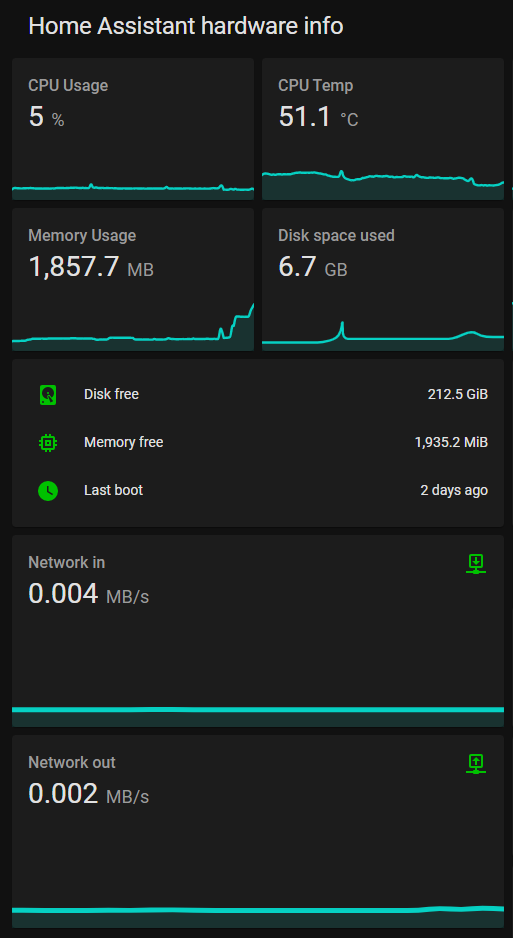 Home Assistant hardware info
CPU Usage
5 %
CPU Temp
51.1 °C
Memory Usage
1,857.7 MB
Disk space used
6.7 GB
Disk free 212.5 GiB
Memory free 1,935.2 MiB
Last boot 2 days ago
Network in
0.004 MB/s
Network out
0.002 MB/s